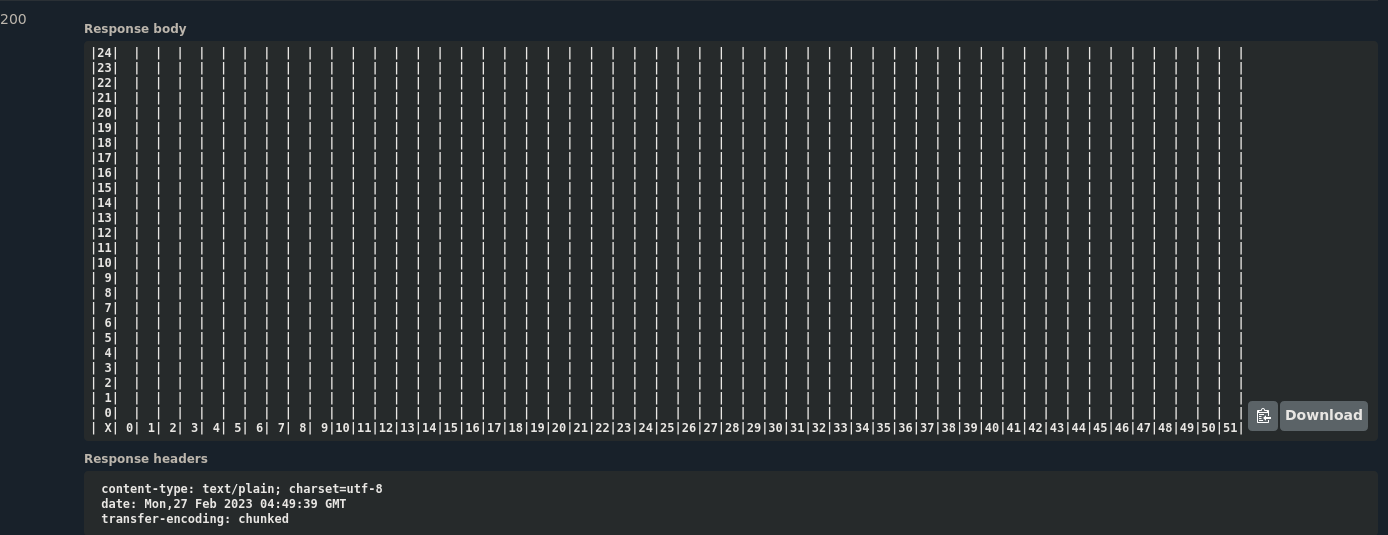 200
Response body
|24|  |  |  |  |  |  |  |  |  |  |  |  |  |  |  |  |  |  |  |  |  |  |  |  |  |  |  |  |  |  |  |  |  |  |  |  |  |  |  |  |  |  |  |  |  |  |  |  |  |  |  |  |
|23|  |  |  |  |  |  |  |  |  |  |  |  |  |  |  |  |  |  |  |  |  |  |  |  |  |  |  |  |  |  |  |  |  |  |  |  |  |  |  |  |  |  |  |  |  |  |  |  |  |  |  |  |
|22|  |  |  |  |  |  |  |  |  |  |  |  |  |  |  |  |  |  |  |  |  |  |  |  |  |  |  |  |  |  |  |  |  |  |  |  |  |  |  |  |  |  |  |  |  |  |  |  |  |  |  |  |
|21|  |  |  |  |  |  |  |  |  |  |  |  |  |  |  |  |  |  |  |  |  |  |  |  |  |  |  |  |  |  |  |  |  |  |  |  |  |  |  |  |  |  |  |  |  |  |  |  |  |  |  |  |
|20|  |  |  |  |  |  |  |  |  |  |  |  |  |  |  |  |  |  |  |  |  |  |  |  |  |  |  |  |  |  |  |  |  |  |  |  |  |  |  |  |  |  |  |  |  |  |  |  |  |  |  |  |
|19|  |  |  |  |  |  |  |  |  |  |  |  |  |  |  |  |  |  |  |  |  |  |  |  |  |  |  |  |  |  |  |  |  |  |  |  |  |  |  |  |  |  |  |  |  |  |  |  |  |  |  |  |
|18|  |  |  |  |  |  |  |  |  |  |  |  |  |  |  |  |  |  |  |  |  |  |  |  |  |  |  |  |  |  |  |  |  |  |  |  |  |  |  |  |  |  |  |  |  |  |  |  |  |  |  |  |
|17|  |  |  |  |  |  |  |  |  |  |  |  |  |  |  |  |  |  |  |  |  |  |  |  |  |  |  |  |  |  |  |  |  |  |  |  |  |  |  |  |  |  |  |  |  |  |  |  |  |  |  |  |
|16|  |  |  |  |  |  |  |  |  |  |  |  |  |  |  |  |  |  |  |  |  |  |  |  |  |  |  |  |  |  |  |  |  |  |  |  |  |  |  |  |  |  |  |  |  |  |  |  |  |  |  |  |
|15|  |  |  |  |  |  |  |  |  |  |  |  |  |  |  |  |  |  |  |  |  |  |  |  |  |  |  |  |  |  |  |  |  |  |  |  |  |  |  |  |  |  |  |  |  |  |  |  |  |  |  |  |
|14|  |  |  |  |  |  |  |  |  |  |  |  |  |  |  |  |  |  |  |  |  |  |  |  |  |  |  |  |  |  |  |  |  |  |  |  |  |  |  |  |  |  |  |  |  |  |  |  |  |  |  |  |
|13|  |  |  |  |  |  |  |  |  |  |  |  |  |  |  |  |  |  |  |  |  |  |  |  |  |  |  |  |  |  |  |  |  |  |  |  |  |  |  |  |  |  |  |  |  |  |  |  |  |  |  |  |
|12|  |  |  |  |  |  |  |  |  |  |  |  |  |  |  |  |  |  |  |  |  |  |  |  |  |  |  |  |  |  |  |  |  |  |  |  |  |  |  |  |  |  |  |  |  |  |  |  |  |  |  |  |
|11|  |  |  |  |  |  |  |  |  |  |  |  |  |  |  |  |  |  |  |  |  |  |  |  |  |  |  |  |  |  |  |  |  |  |  |  |  |  |  |  |  |  |  |  |  |  |  |  |  |  |  |  |
|10|  |  |  |  |  |  |  |  |  |  |  |  |  |  |  |  |  |  |  |  |  |  |  |  |  |  |  |  |  |  |  |  |  |  |  |  |  |  |  |  |  |  |  |  |  |  |  |  |  |  |  |  |
| 9|  |  |  |  |  |  |  |  |  |  |  |  |  |  |  |  |  |  |  |  |  |  |  |  |  |  |  |  |  |  |  |  |  |  |  |  |  |  |  |  |  |  |  |  |  |  |  |  |  |  |  |  |
| 8|  |  |  |  |  |  |  |  |  |  |  |  |  |  |  |  |  |  |  |  |  |  |  |  |  |  |  |  |  |  |  |  |  |  |  |  |  |  |  |  |  |  |  |  |  |  |  |  |  |  |  |  |
| 7|  |  |  |  |  |  |  |  |  |  |  |  |  |  |  |  |  |  |  |  |  |  |  |  |  |  |  |  |  |  |  |  |  |  |  |  |  |  |  |  |  |  |  |  |  |  |  |  |  |  |  |  |
| 6|  |  |  |  |  |  |  |  |  |  |  |  |  |  |  |  |  |  |  |  |  |  |  |  |  |  |  |  |  |  |  |  |  |  |  |  |  |  |  |  |  |  |  |  |  |  |  |  |  |  |  |  |
| 5|  |  |  |  |  |  |  |  |  |  |  |  |  |  |  |  |  |  |  |  |  |  |  |  |  |  |  |  |  |  |  |  |  |  |  |  |  |  |  |  |  |  |  |  |  |  |  |  |  |  |  |  |
| 4|  |  |  |  |  |  |  |  |  |  |  |  |  |  |  |  |  |  |  |  |  |  |  |  |  |  |  |  |  |  |  |  |  |  |  |  |  |  |  |  |  |  |  |  |  |  |  |  |  |  |  |  |
| 3|  |  |  |  |  |  |  |  |  |  |  |  |  |  |  |  |  |  |  |  |  |  |  |  |  |  |  |  |  |  |  |  |  |  |  |  |  |  |  |  |  |  |  |  |  |  |  |  |  |  |  |  |
| 2|  |  |  |  |  |  |  |  |  |  |  |  |  |  |  |  |  |  |  |  |  |  |  |  |  |  |  |  |  |  |  |  |  |  |  |  |  |  |  |  |  |  |  |  |  |  |  |  |  |  |  |  |
| 1|  |  |  |  |  |  |  |  |  |  |  |  |  |  |  |  |  |  |  |  |  |  |  |  |  |  |  |  |  |  |  |  |  |  |  |  |  |  |  |  |  |  |  |  |  |  |  |  |  |  |  |  |
| 0|  |  |  |  |  |  |  |  |  |  |  |  |  |  |  |  |  |  |  |  |  |  |  |  |  |  |  |  |  |  |  |  |  |  |  |  |  |  |  |  |  |  |  |  |  |  |  |  |  |  |  |  |
| X| 0| 1| 2| 3| 4| 5| 6| 7| 8| 9|10|11|12|13|14|15|16|17|18|19|20|21|22|23|24|25|26|27|28|29|30|31|32|33|34|35|36|37|38|39|40|41|42|43|44|45|46|47|48|49|50|51|
Download
Response headers
content-type: text/plain; charset=utf-8
date: Mon,27 Feb 2023 04:49:39 GMT
transfer-encoding: chunked